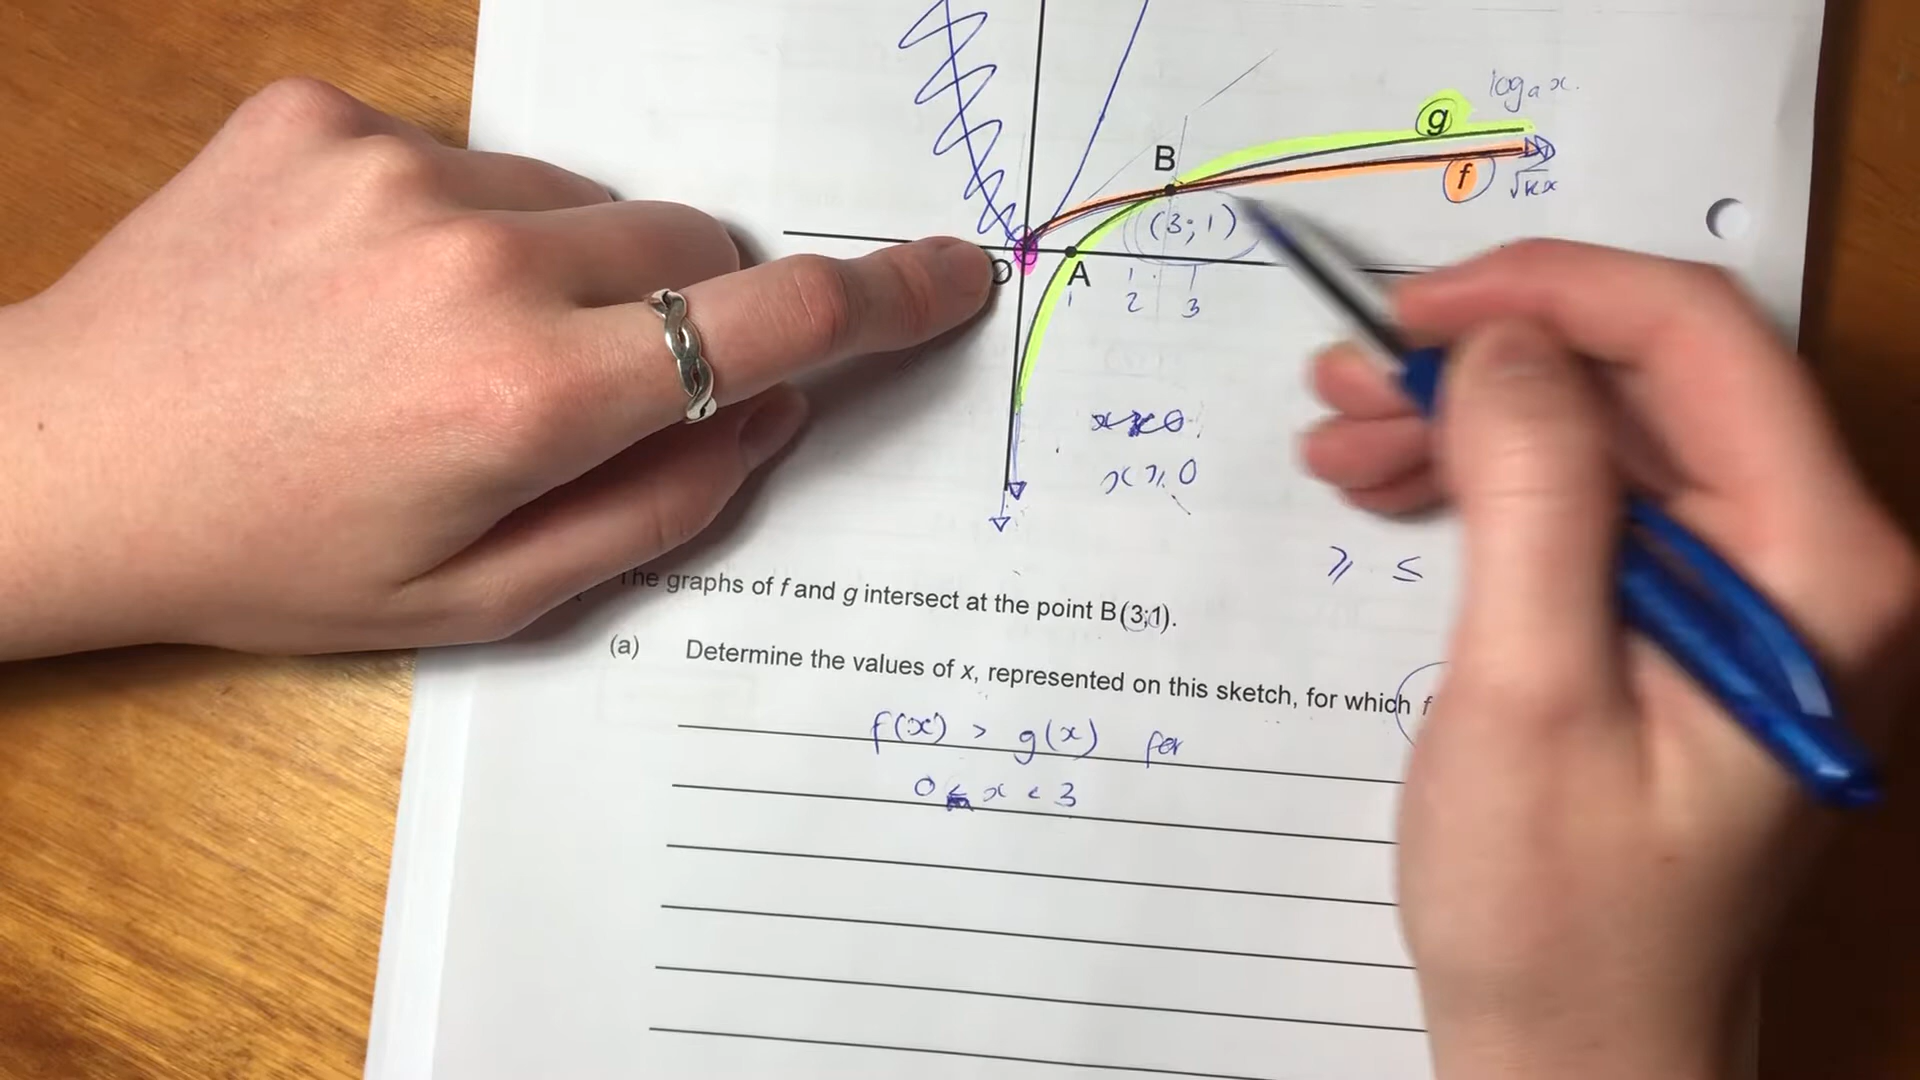 log a x.
g
B
f
√kx
(3; 1)
O
A
1
2
3
x ⩾ 0
⩾ ≤
The graphs of f and g intersect at the point B(3;1).
(a) Determine the values of x, represented on this sketch, for which f
f(x) > g(x) for
0 < x < 3